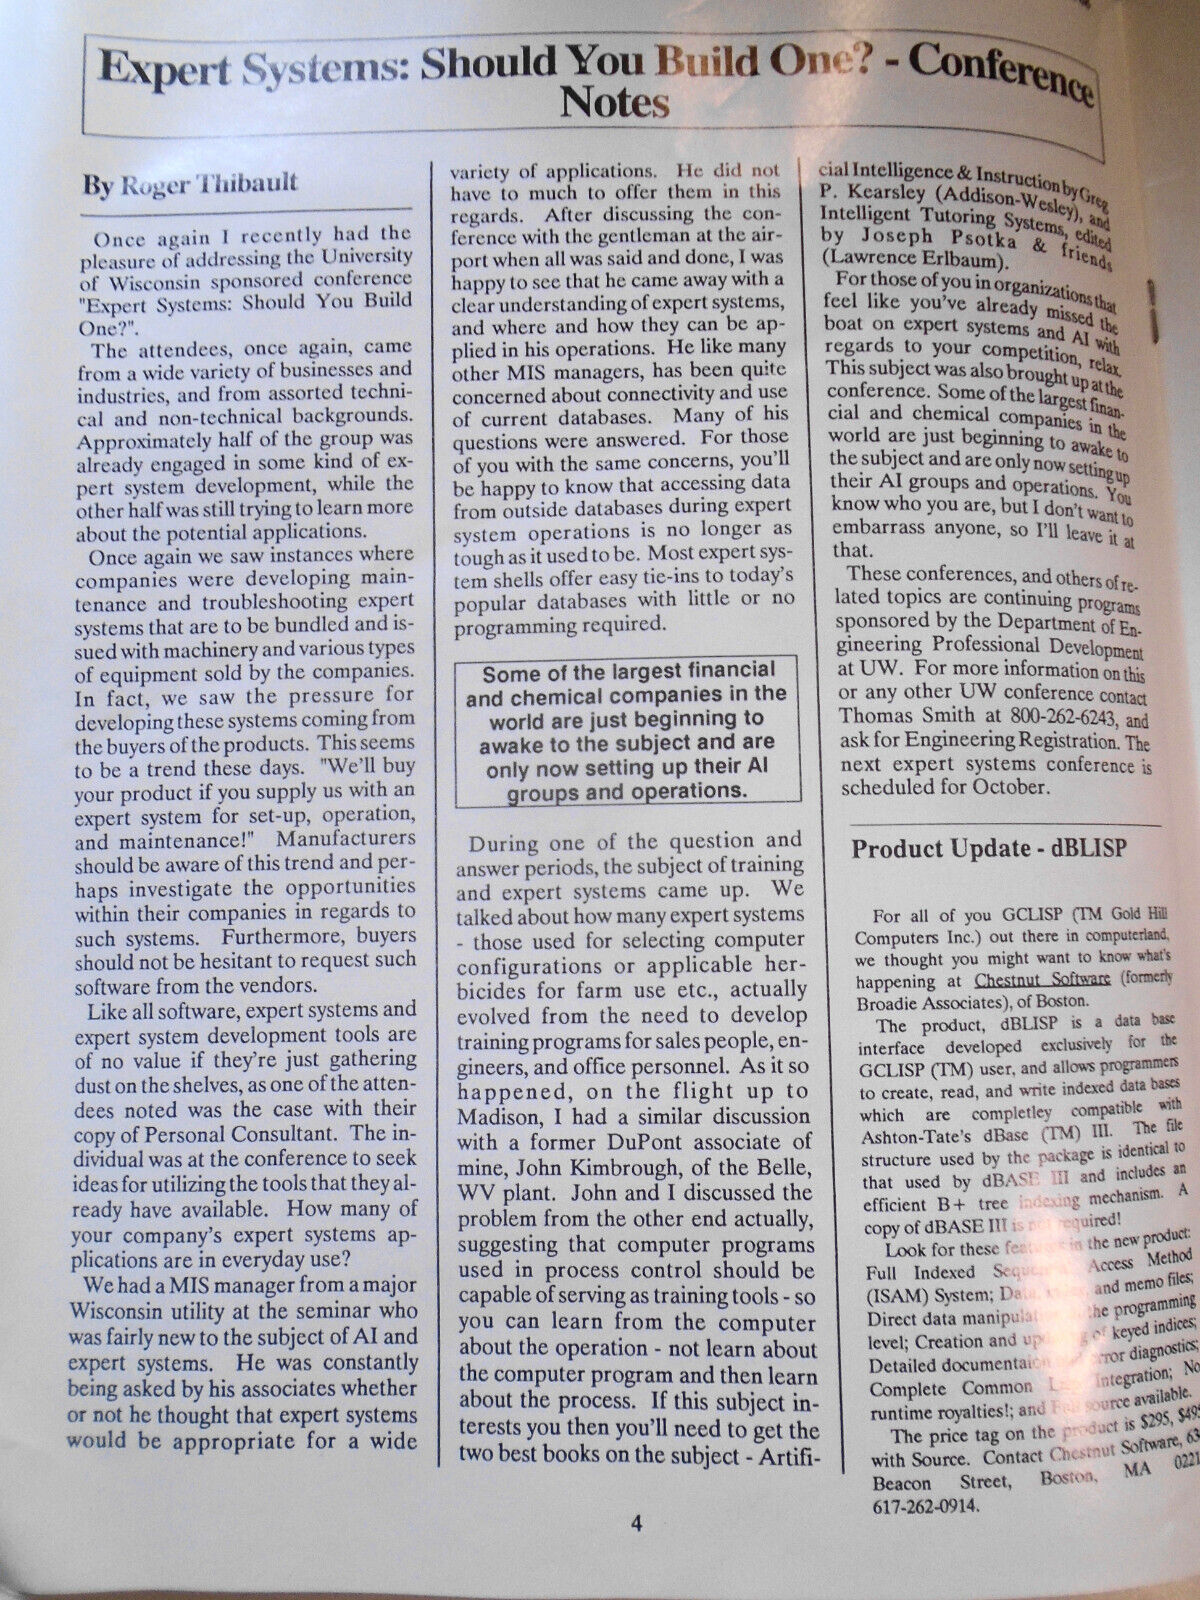 Expert Systems: Should You Build One? - Conference
Notes
By Roger Thibault
Once again I recently had the
pleasure of addressing the University
of Wisconsin sponsored conference
"Expert Systems: Should You Build
One?".
The attendees, once again, came
from a wide variety of businesses and
industries, and from assorted techni-
cal and non-technical backgrounds.
Approximately half of the group was
already engaged in some kind of ex-
pert system development, while the
other half was still trying to learn more
about the potential applications.
Once again we saw instances where
companies were developing main-
tenance and troubleshooting expert
systems that are to be bundled and is-
sued with machinery and various types
of equipment sold by the companies.
In fact, we saw the pressure for
developing these systems coming from
the buyers of the products. This seems
to be a trend these days. "We'll buy
your product if you supply us with an
expert system for set-up, operation,
and maintenance!" Manufacturers
should be aware of this trend and per-
haps investigate the opportunities
within their companies in regards to
such systems. Furthermore, buyers
should not be hesitant to request such
software from the vendors.
Like all software, expert systems and
expert system development tools are
of no value if they're just gathering
dust on the shelves, as one of the atten-
dees noted was the case with their
copy of Personal Consultant. The in-
dividual was at the conference to seek
ideas for utilizing the tools that they al-
ready have available. How many of
your company's expert systems ap-
plications are in everyday use?
We had a MIS manager from a major
Wisconsin utility at the seminar who
was fairly new to the subject of AI and
expert systems. He was constantly
being asked by his associates whether
or not he thought that expert systems
would be appropriate for a wide
variety of applications. He did not
have to much to offer them in this
regards. After discussing the con-
ference with the gentleman at the air-
port when all was said and done, I was
happy to see that he came away with a
clear understanding of expert systems,
and where and how they can be ap-
plied in his operations. He like many
other MIS managers, has been quite
concerned about connectivity and use
of current databases. Many of his
questions were answered. For those
of you with the same concerns, you'll
be happy to know that accessing data
from outside databases during expert
system operations is no longer as
tough as it used to be. Most expert sys-
tem shells offer easy tie-ins to today's
popular databases with little or no
programming required.
Some of the largest financial
and chemical companies in the
world are just beginning to
awake to the subject and are
only now setting up their AI
groups and operations.
During one of the question and
answer periods, the subject of training
and expert systems came up. We
talked about how many expert systems
- those used for selecting computer
configurations or applicable her-
bicides for farm use etc., actually
evolved from the need to develop
training programs for sales people, en-
gineers, and office personnel. As it so
happened, on the flight up to
Madison, I had a similar discussion
with a former DuPont associate of
mine, John Kimbrough, of the Belle,
WV plant. John and I discussed the
problem from the other end actually,
suggesting that computer programs
used in process control should be
capable of serving as training tools - so
you can learn from the computer
about the operation - not learn about
the computer program and then learn
about the process. If this subject in-
terests you then you'll need to get the
two best books on the subject - Artifi-
cial Intelligence & Instruction by Greg
P. Kearsley (Addison-Wesley), and
Intelligent Tutoring Systems, edited
by Joseph Psotka & friends
(Lawrence Erlbaum).
For those of you in organizations that
feel like you've already missed the
boat on expert systems and AI with
regards to your competition, relax.
This subject was also brought up at the
conference. Some of the largest finan-
cial and chemical companies in the
world are just beginning to awake to
the subject and are only now setting up
their AI groups and operations. You
know who you are, but I don't want to
embarrass anyone, so I'll leave it at
that.
These conferences, and others of re-
lated topics are continuing programs
sponsored by the Department of En-
gineering Professional Development
at UW. For more information on this
or any other UW conference contact
Thomas Smith at 800-262-6243, and
ask for Engineering Registration. The
next expert systems conference is
scheduled for October.
Product Update - dBLISP
For all of you GCLISP (TM Gold Hill
Computers Inc.) out there in computerland,
we thought you might want to know what's
happening at Chestnut Software (formerly
Broadie Associates), of Boston.
The product, dBLISP is a data base
interface developed exclusively for the
GCLISP (TM) user, and allows programmers
to create, read, and write indexed data bases
which are completley compatible with
Ashton-Tate's dBase (TM) III. The file
structure used by the package is identical to
that used by dBASE III and includes an
efficient B+ tree indexing mechanism. A
copy of dBASE III is not required!
Look for these features in the new product:
Full Indexed Access Method
(ISAM) System; and memo files;
Direct data the programming
level; Creation and of keyed indices;
Detailed error diagnostics;
Complete Common Integration; No
runtime royalties!; and source available.
The price tag on the product is $295, $495
with Source. Contact Chestnut Software, 63
Beacon Street, Boston, MA 0221
617-262-0914.
4